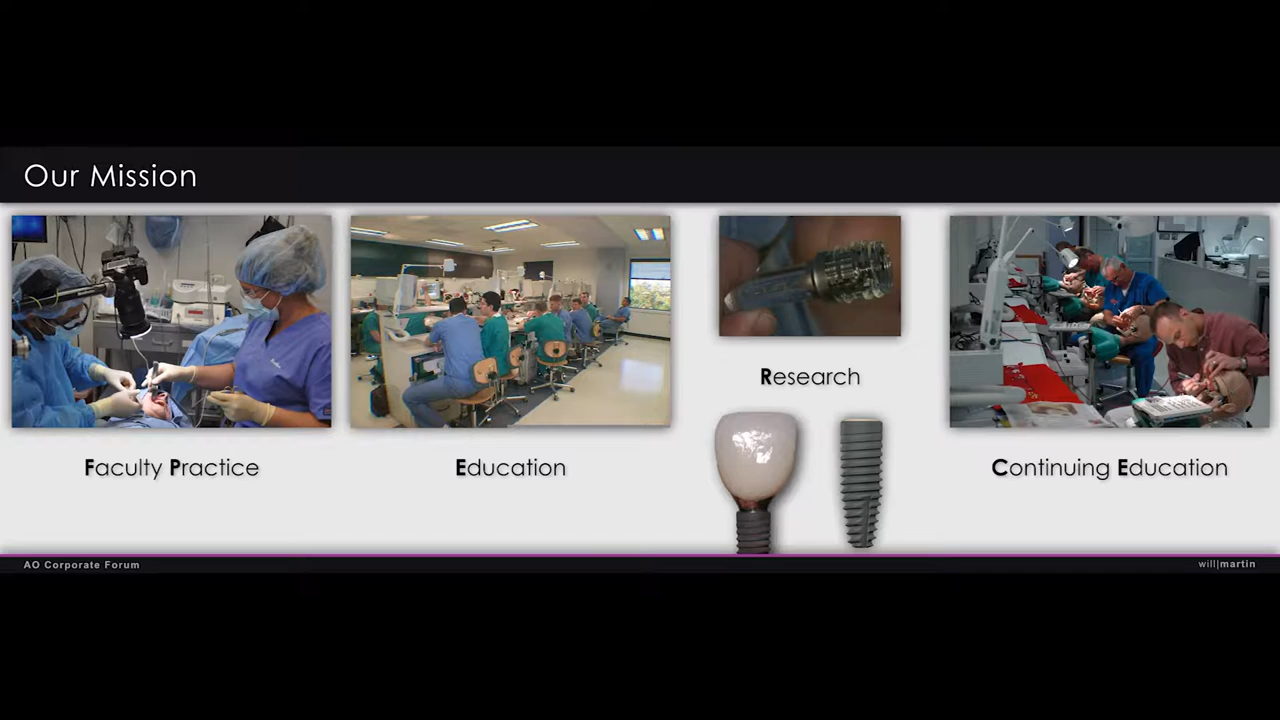 Our Mission
Faculty Practice
Education
Research
Continuing Education
AO Corporate Forum
will|martin